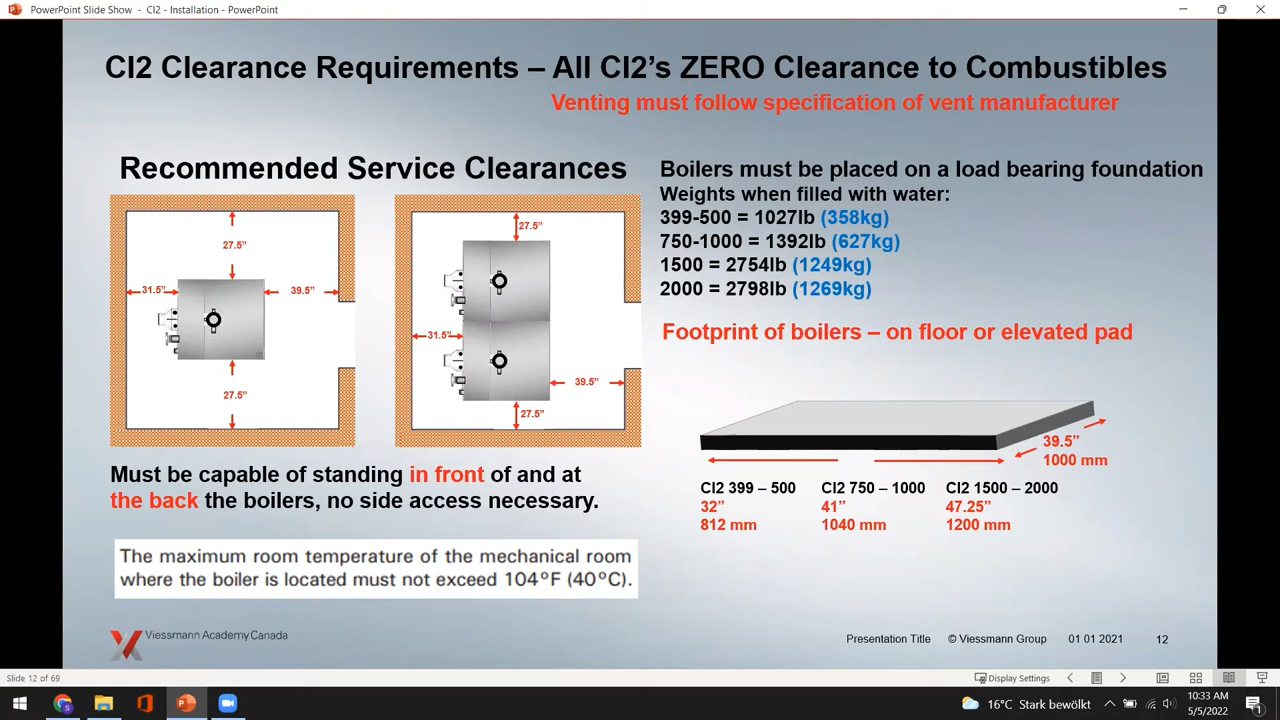 PowerPoint Slide Show - CI2 - Installation - PowerPoint
CI2 Clearance Requirements – All CI2's ZERO Clearance to Combustibles
Venting must follow specification of vent manufacturer
Recommended Service Clearances
27.5"
31.5"
39.5"
27.5"
27.5"
31.5"
39.5"
27.5"
Must be capable of standing in front of and at
the back the boilers, no side access necessary.
The maximum room temperature of the mechanical room
where the boiler is located must not exceed 104°F (40°C).
Boilers must be placed on a load bearing foundation
Weights when filled with water:
399-500 = 1027lb (358kg)
750-1000 = 1392lb (627kg)
1500 = 2754lb (1249kg)
2000 = 2798lb (1269kg)
Footprint of boilers – on floor or elevated pad
39.5"
1000 mm
CI2 399 – 500 CI2 750 – 1000 CI2 1500 – 2000
32" 41" 47.25"
812 mm 1040 mm 1200 mm
Viessmann Academy Canada
Presentation Title © Viessmann Group 01 01 2021 12
Slide 12 of 69 Display Settings
16°C Stark bewölkt 10:33 AM
5/5/2022
1